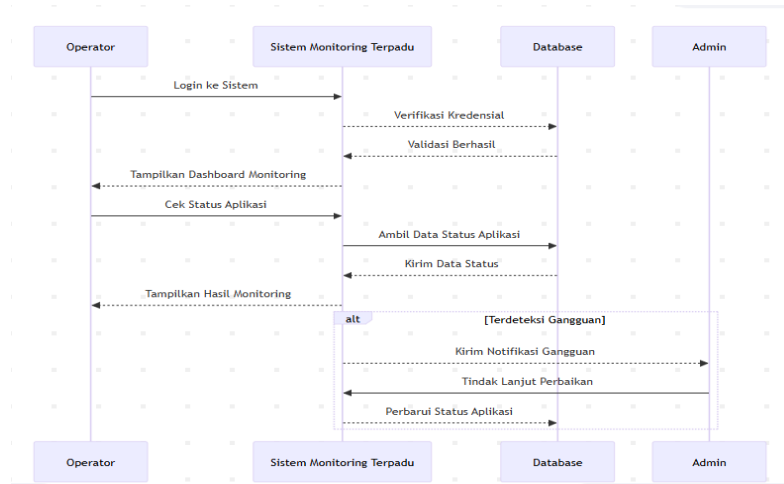 Operator
Sistem Monitoring Terpadu
Database
Admin
Login ke Sistem
Verifikasi Kredensial
Validasi Berhasil
Tampilkan Dashboard Monitoring
Cek Status Aplikasi
Ambil Data Status Aplikasi
Kirim Data Status
Tampilkan Hasil Monitoring
alt
[Terdeteksi Gangguan]
Kirim Notifikasi Gangguan
Tindak Lanjut Perbaikan
Perbarui Status Aplikasi
Operator
Sistem Monitoring Terpadu
Database
Admin